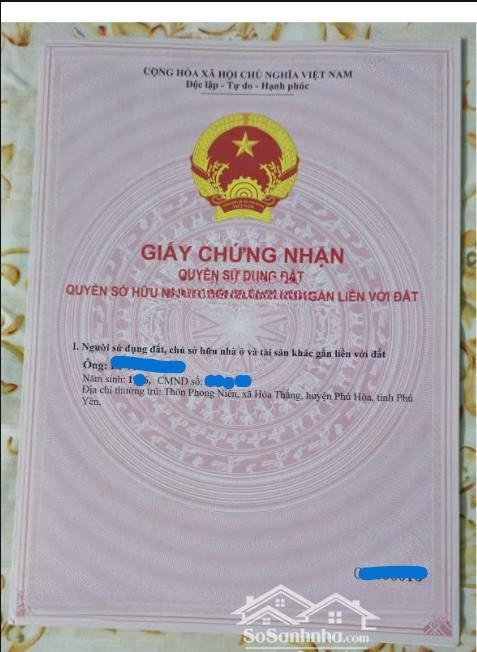 CỘNG HÒA XÃ HỘI CHỦ NGHĨA VIỆT NAM
Độc lập - Tự do - Hạnh phúc
VIỆT NAM
GIẤY CHỨNG NHẬN
QUYỀN SỬ DỤNG ĐẤT
QUYỀN SỞ HỮU NHÀ GẮN LIỀN VỚI ĐẤT
I. Người sử dụng đất, chủ sở hữu nhà ở và tài sản khác gắn liền với đất
Ông:
Năm sinh: CMND số:
Địa chỉ thường trú: Thôn Phong Niên, xã Hòa Thắng, huyện Phú Hòa, tỉnh Phú
Yên.
SoSanhnha.com